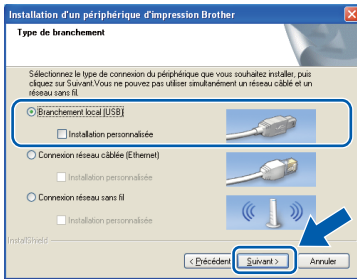 Installation d'un périphérique d'impression Brother
Type de branchement
Sélectionnez le type de connexion du périphérique que vous souhaitez installer, puis
cliquez sur Suivant.Vous ne pouvez pas utiliser simultanément un réseau câblé et un
réseau sans fil.
Branchement local (USB)
Installation personnalisée
Connexion réseau câblée (Ethernet)
Installation personnalisée
Connexion réseau sans fil
Installation personnalisée
InstallShield
< Précédent
Suivant >
Annuler